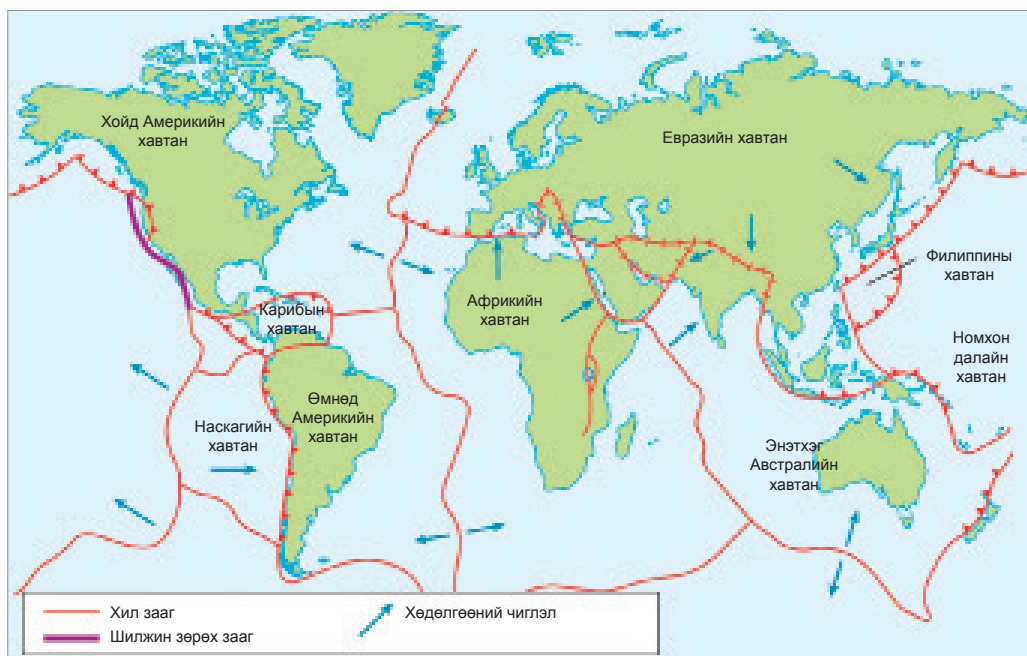 Хойд Америкийн
хавтан
Евразийн хавтан
Филиппины
хавтан
Карибын
хавтан
Африкийн
хавтан
Номхон
далайн
хавтан
Өмнөд
Америкийн
хавтан
Наскагийн
хавтан
Энэтхэг
Австралийн
хавтан
Хил зааг
Хөдөлгөөний чиглэл
Шилжин зөрөх зааг